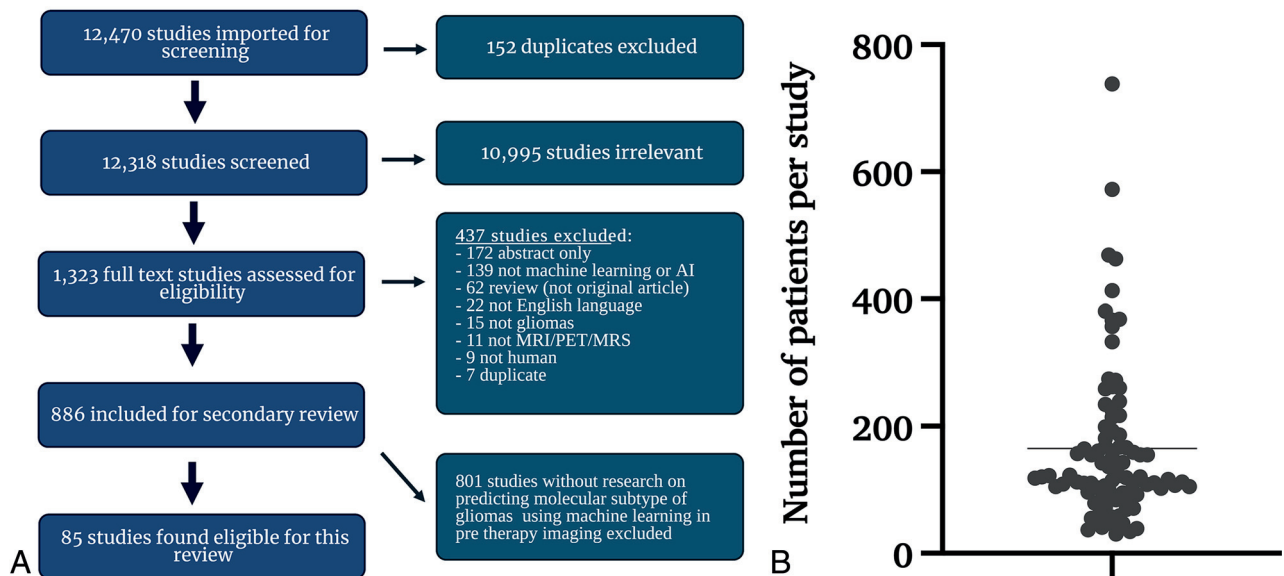 12,470 studies imported for
screening
152 duplicates excluded
12,318 studies screened
10,995 studies irrelevant
1,323 full text studies assessed for
eligibility
437 studies excluded:
- 172 abstract only
- 139 not machine learning or AI
- 62 review (not original article)
- 22 not English language
- 15 not gliomas
- 11 not MRI/PET/MRS
- 9 not human
- 7 duplicate
886 included for secondary review
801 studies without research on
predicting molecular subtype of
gliomas using machine learning in
pre therapy imaging excluded
85 studies found eligible for this
review
A
Number of patients per study
800
600
400
200
0
B